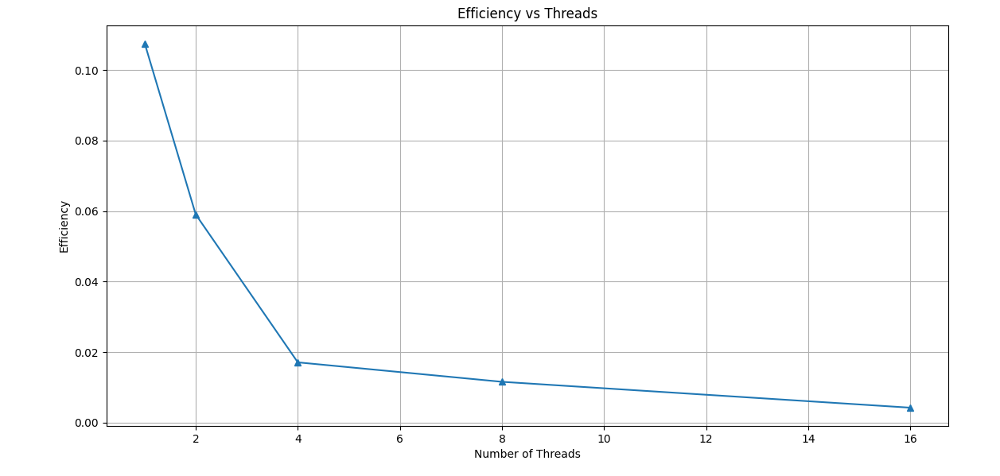 Efficiency vs Threads
0.10
0.08
0.06
0.04
0.02
0.00
Efficiency
2 4 6 8 10 12 14 16
Number of Threads